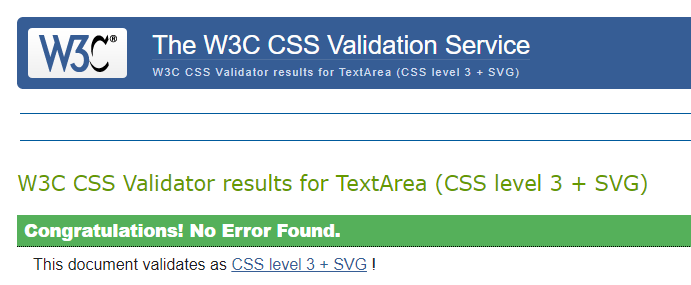 W3C® The W3C CSS Validation Service
W3C CSS Validator results for TextArea (CSS level 3 + SVG)
W3C CSS Validator results for TextArea (CSS level 3 + SVG)
Congratulations! No Error Found.
This document validates as CSS level 3 + SVG !